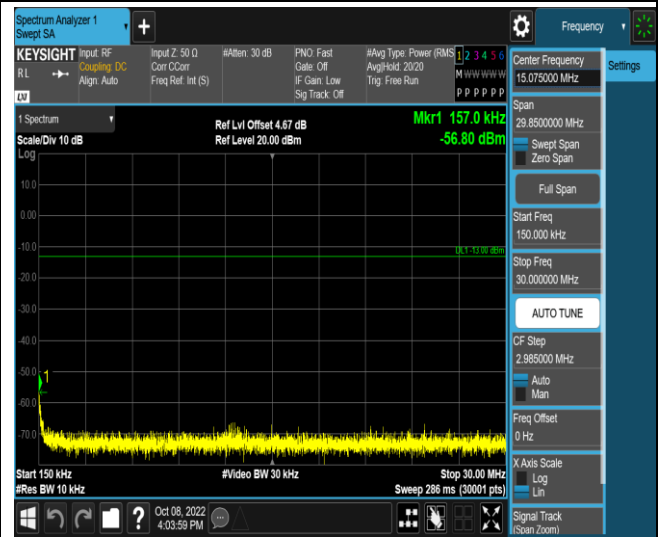 Spectrum Analyzer 1
Swept SA
+
Frequency
KEYSIGHT
RL
LXI
Input: RF
Coupling: DC
Align: Auto
Input Z: 50 Ω
Corr CCorr
Freq Ref: Int (S)
#Atten: 30 dB
PNO: Fast
Gate: Off
IF Gain: Low
Sig Track: Off
#Avg Type: Power (RMS
Avg|Hold: 20/20
Trig: Free Run
1 2 3 4 5 6
M W W W W W
P P P P P P
1 Spectrum
Scale/Div 10 dB
Log
Ref Lvl Offset 4.67 dB
Ref Level 20.00 dBm
Mkr1 157.0 kHz
-56.80 dBm
10.0
0.00
-10.0
DL1 -13.00 dBm
-20.0
-30.0
-40.0
-50.0
1
-60.0
-70.0
Start 150 kHz
#Res BW 10 kHz
#Video BW 30 kHz
Stop 30.00 MHz
Sweep 286 ms (30001 pts)
?
Oct 08, 2022
4:03:59 PM
Center Frequency
15.075000 MHz
Settings
Span
29.8500000 MHz
Swept Span
Zero Span
Full Span
Start Freq
150.000 kHz
Stop Freq
30.000000 MHz
AUTO TUNE
CF Step
2.985000 MHz
Auto
Man
Freq Offset
0 Hz
X Axis Scale
Log
Lin
Signal Track
(Span Zoom)